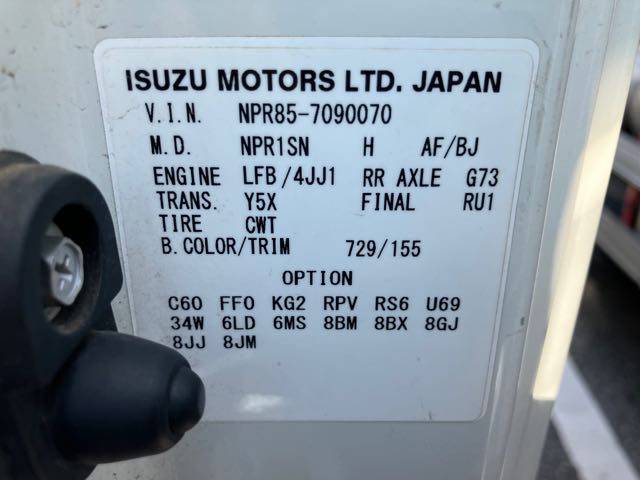 ISUZU MOTORS LTD. JAPAN
V.I.N. NPR85-7090070
M.D. NPR1SN H AF/BJ
ENGINE LFB/4JJ1 RR AXLE G73
TRANS. Y5X FINAL RU1
TIRE CWT
B.COLOR/TRIM 729/155
OPTION
C60 FF0 KG2 RPV RS6 U69
34W 6LD 6MS 8BM 8BX 8GJ
8JJ 8JM